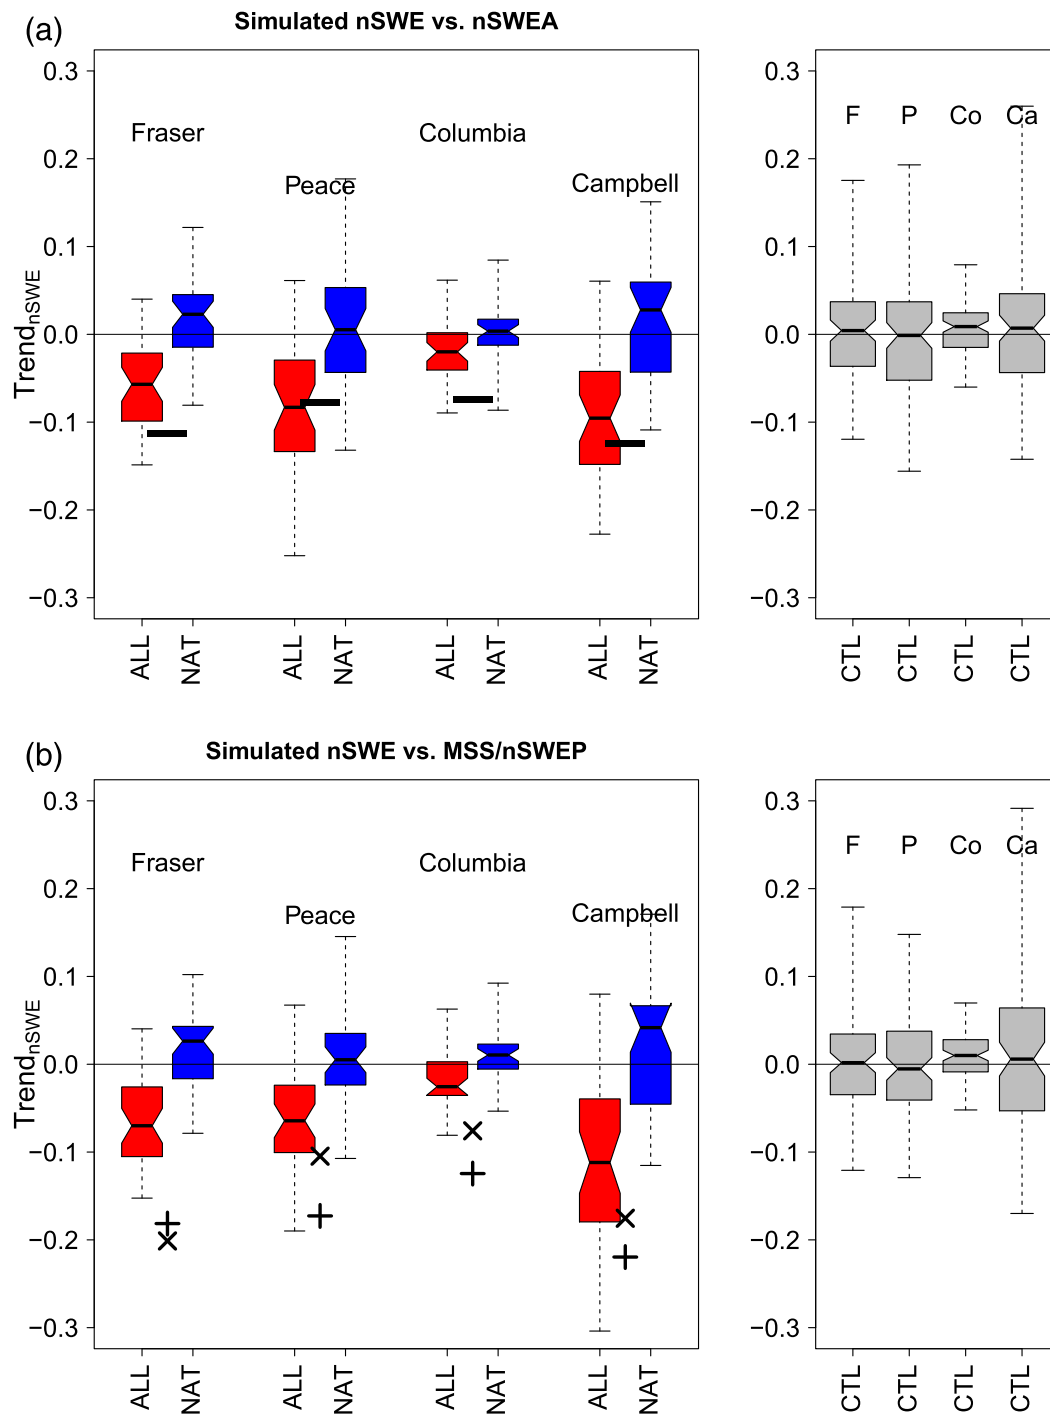 (a)
Simulated nSWE vs. nSWEA
0.3
0.2
0.1
0.0
−0.1
−0.2
−0.3
Trend nSWE
Fraser
Peace
Columbia
Campbell
ALL
NAT
ALL
NAT
ALL
NAT
ALL
NAT
0.3
0.2
0.1
0.0
−0.1
−0.2
−0.3
F P Co Ca
CTL
CTL
CTL
CTL
(b)
Simulated nSWE vs. MSS/nSWEP
0.3
0.2
0.1
0.0
−0.1
−0.2
−0.3
Trend nSWE
Fraser
Peace
Columbia
Campbell
ALL
NAT
ALL
NAT
ALL
NAT
ALL
NAT
0.3
0.2
0.1
0.0
−0.1
−0.2
−0.3
F P Co Ca
CTL
CTL
CTL
CTL